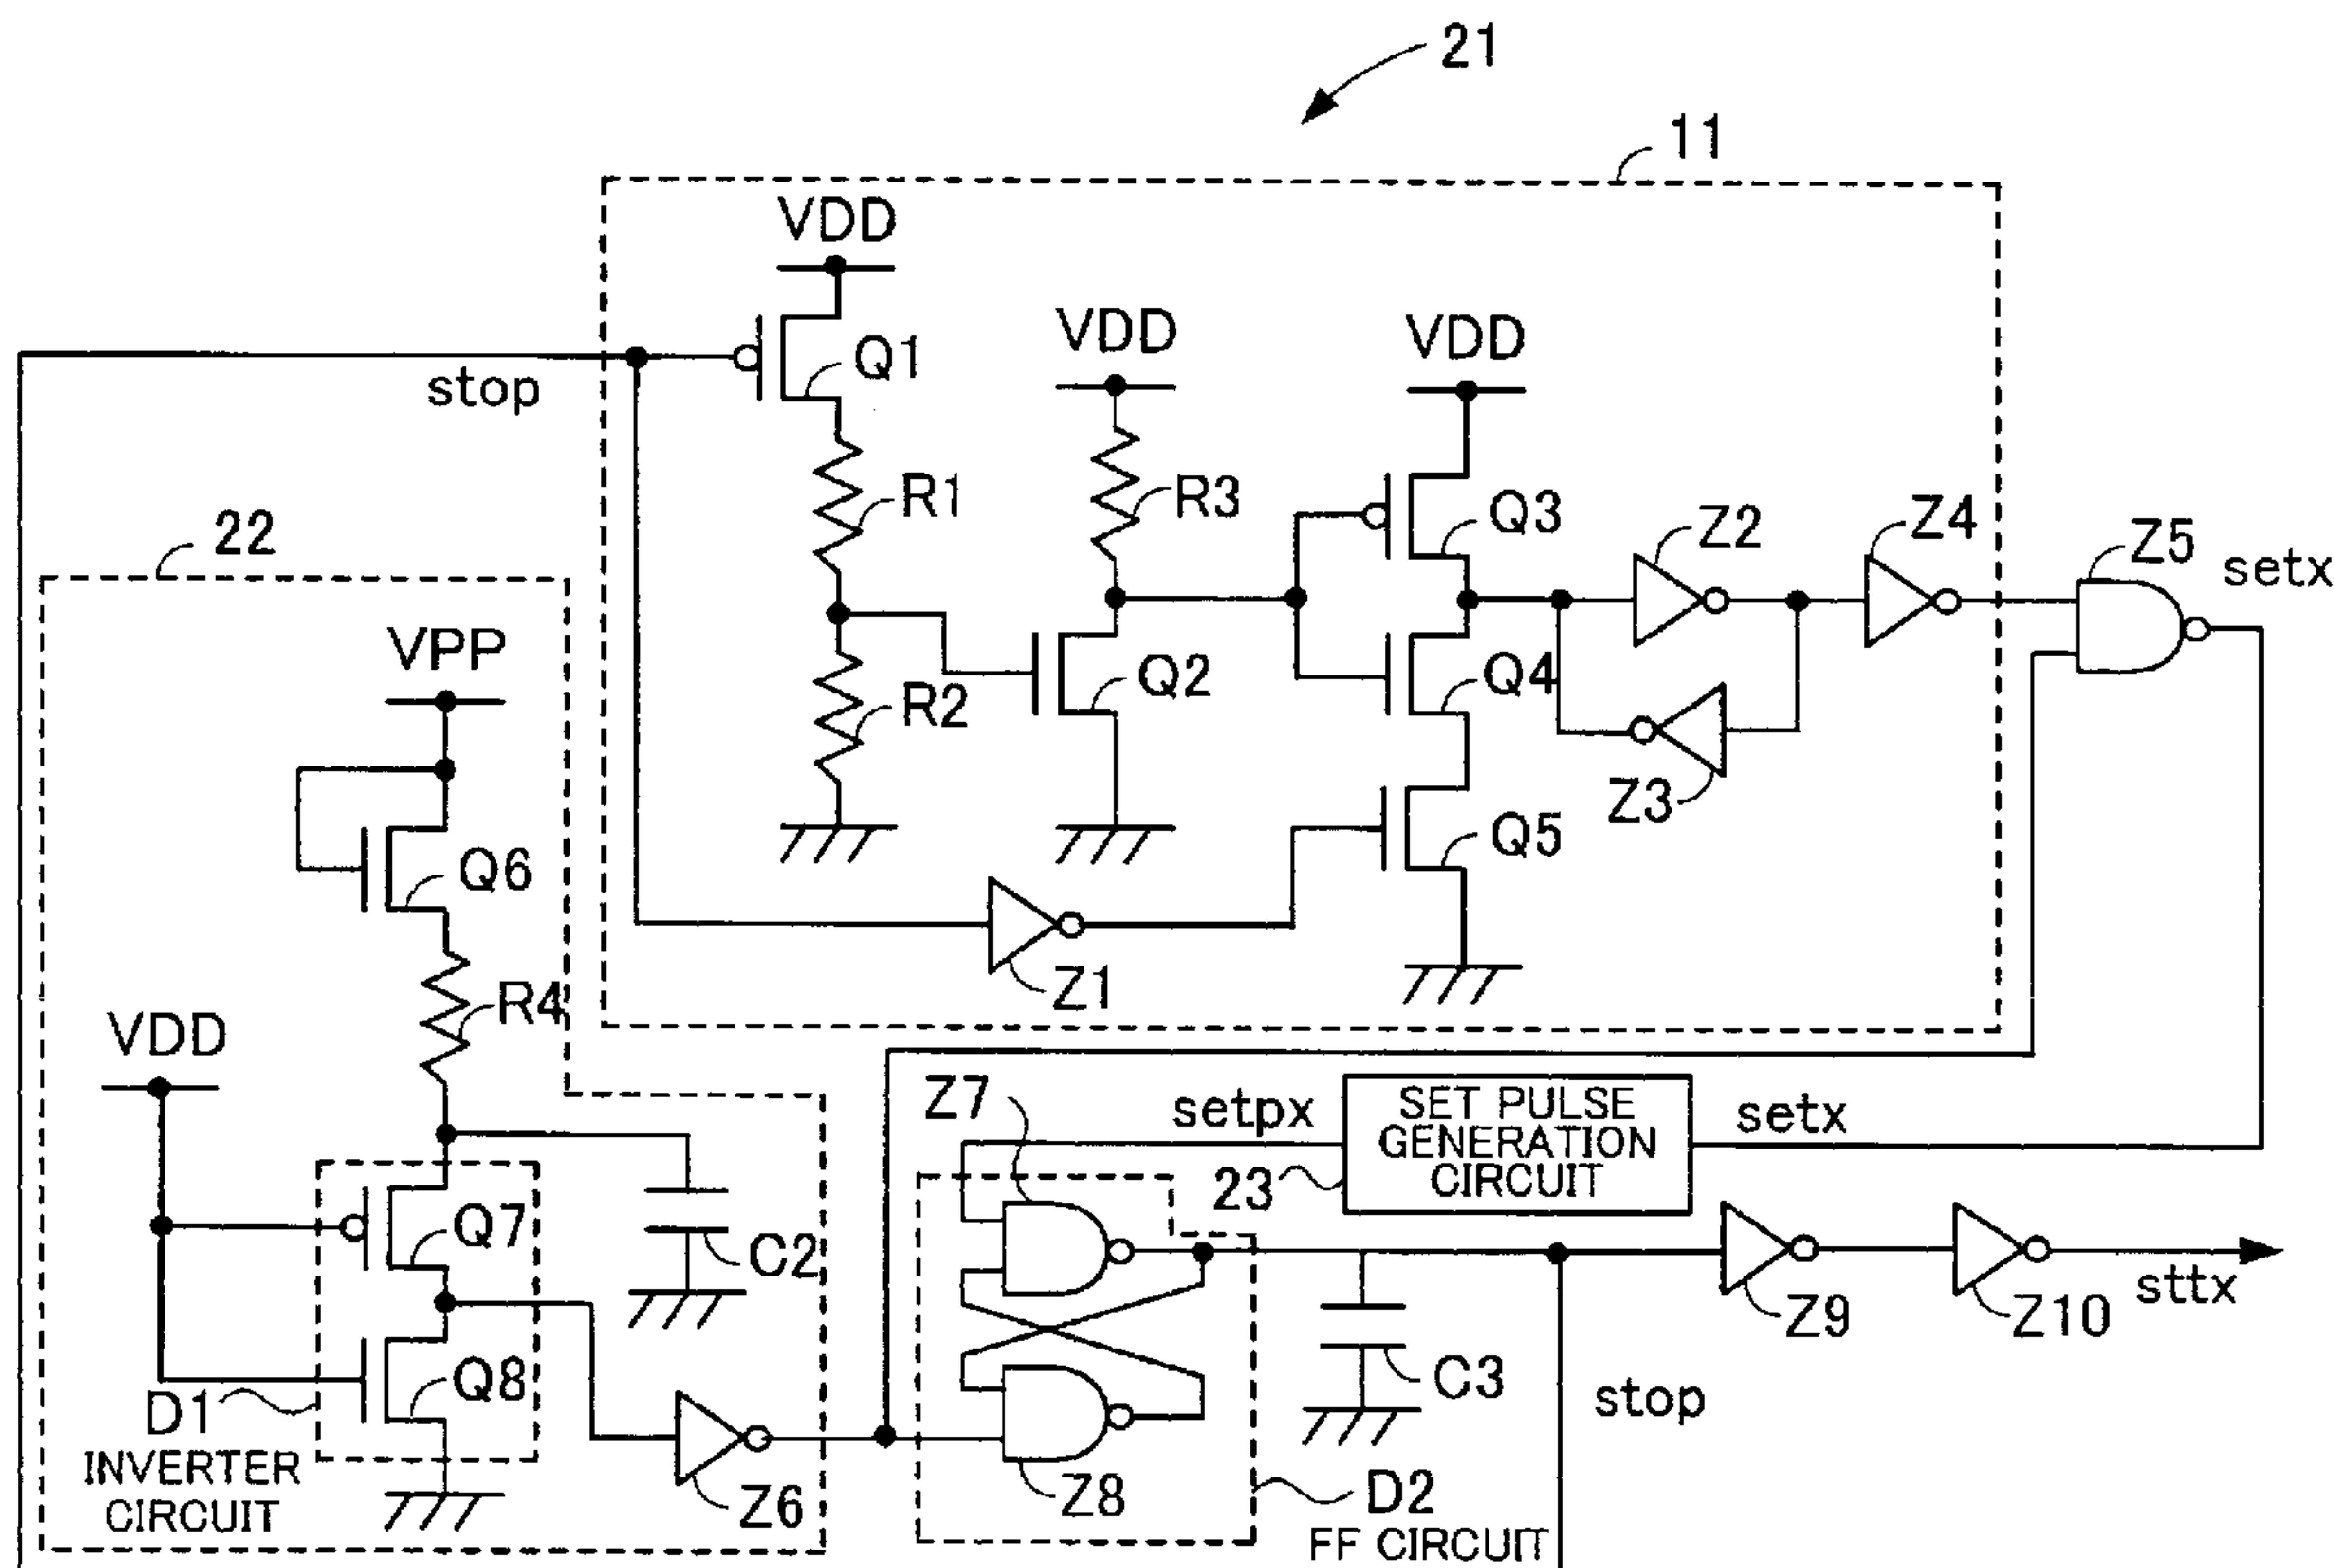 21
11
VDD
VDD
VDD
stop
Q1
R1
R3
Q3
Z2
Z4
Z5
setx
22
VPP
R2
Q2
Q4
Z3
Q6
Q5
Z1
R4
VDD
Z7
setpx
SET PULSE
GENERATION
CIRCUIT
setx
23
Q7
C2
Z9
Z10
sttx
Q8
C3
stop
D1
INVERTER
CIRCUIT
Z6
Z8
D2
FF CIRCUIT